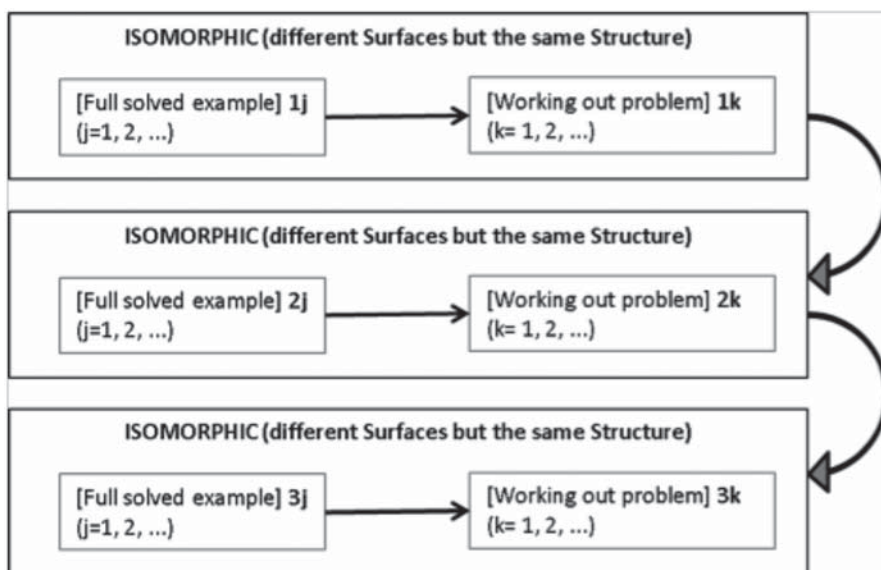 ISOMORPHIC (different Surfaces but the same Structure)
[Full solved example] 1j
(j=1, 2, ...)
[Working out problem] 1k
(k= 1, 2, ...)
ISOMORPHIC (different Surfaces but the same Structure)
[Full solved example] 2j
(j=1, 2, ...)
[Working out problem] 2k
(k= 1, 2, ...)
ISOMORPHIC (different Surfaces but the same Structure)
[Full solved example] 3j
(j=1, 2, ...)
[Working out problem] 3k
(k= 1, 2, ...)